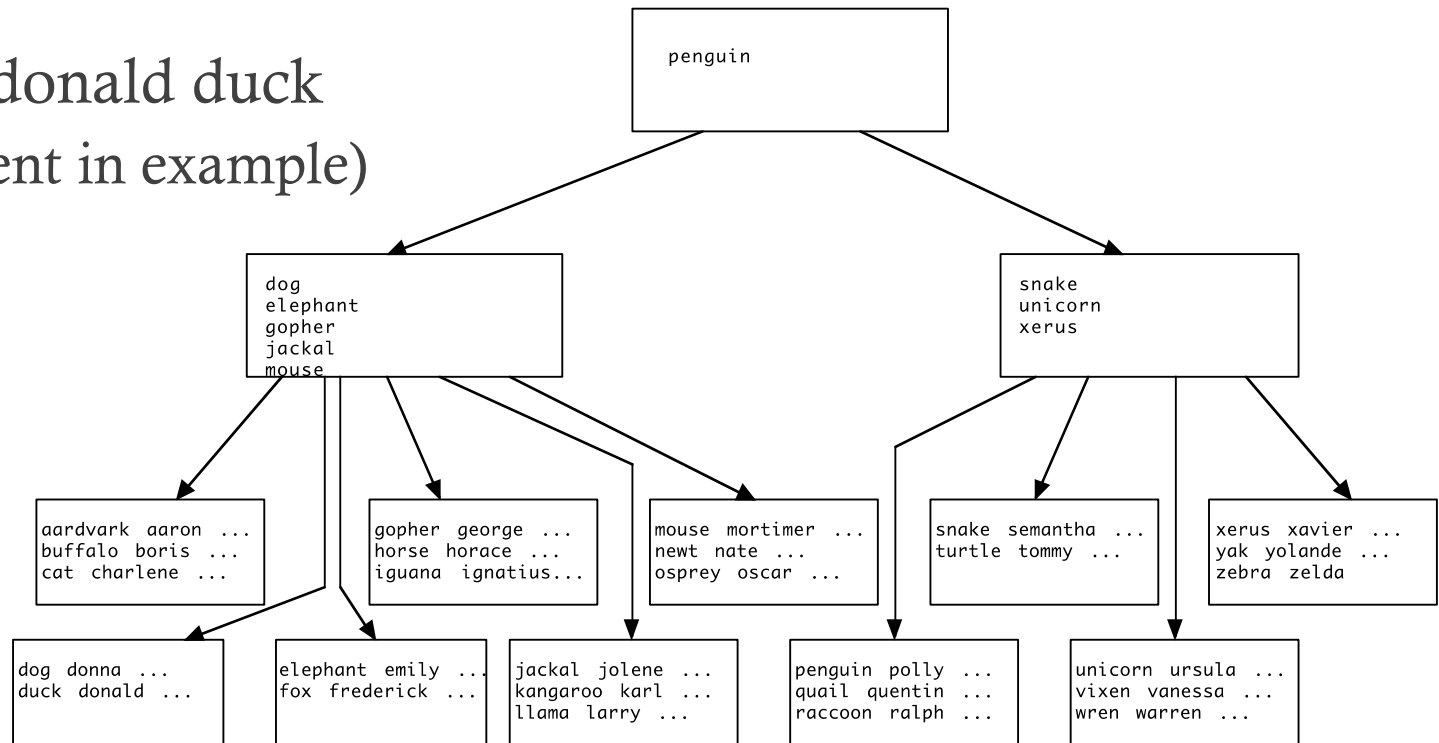 donald duck
ent in example)
penguin
dog
elephant
gopher
jackal
mouse
snake
unicorn
xerus
aardvark aaron ...
buffalo boris ...
cat charlene ...
gopher george ...
horse horace ...
iguana ignatius...
mouse mortimer ...
newt nate ...
osprey oscar ...
snake semantha ...
turtle tommy ...
xerus xavier ...
yak yolande ...
zebra zelda
dog donna ...
duck donald ...
elephant emily ...
fox frederick ...
jackal jolene ...
kangaroo karl ...
llama larry ...
penguin polly ...
quail quentin ...
raccoon ralph ...
unicorn ursula ...
vixen vanessa ...
wren warren ...